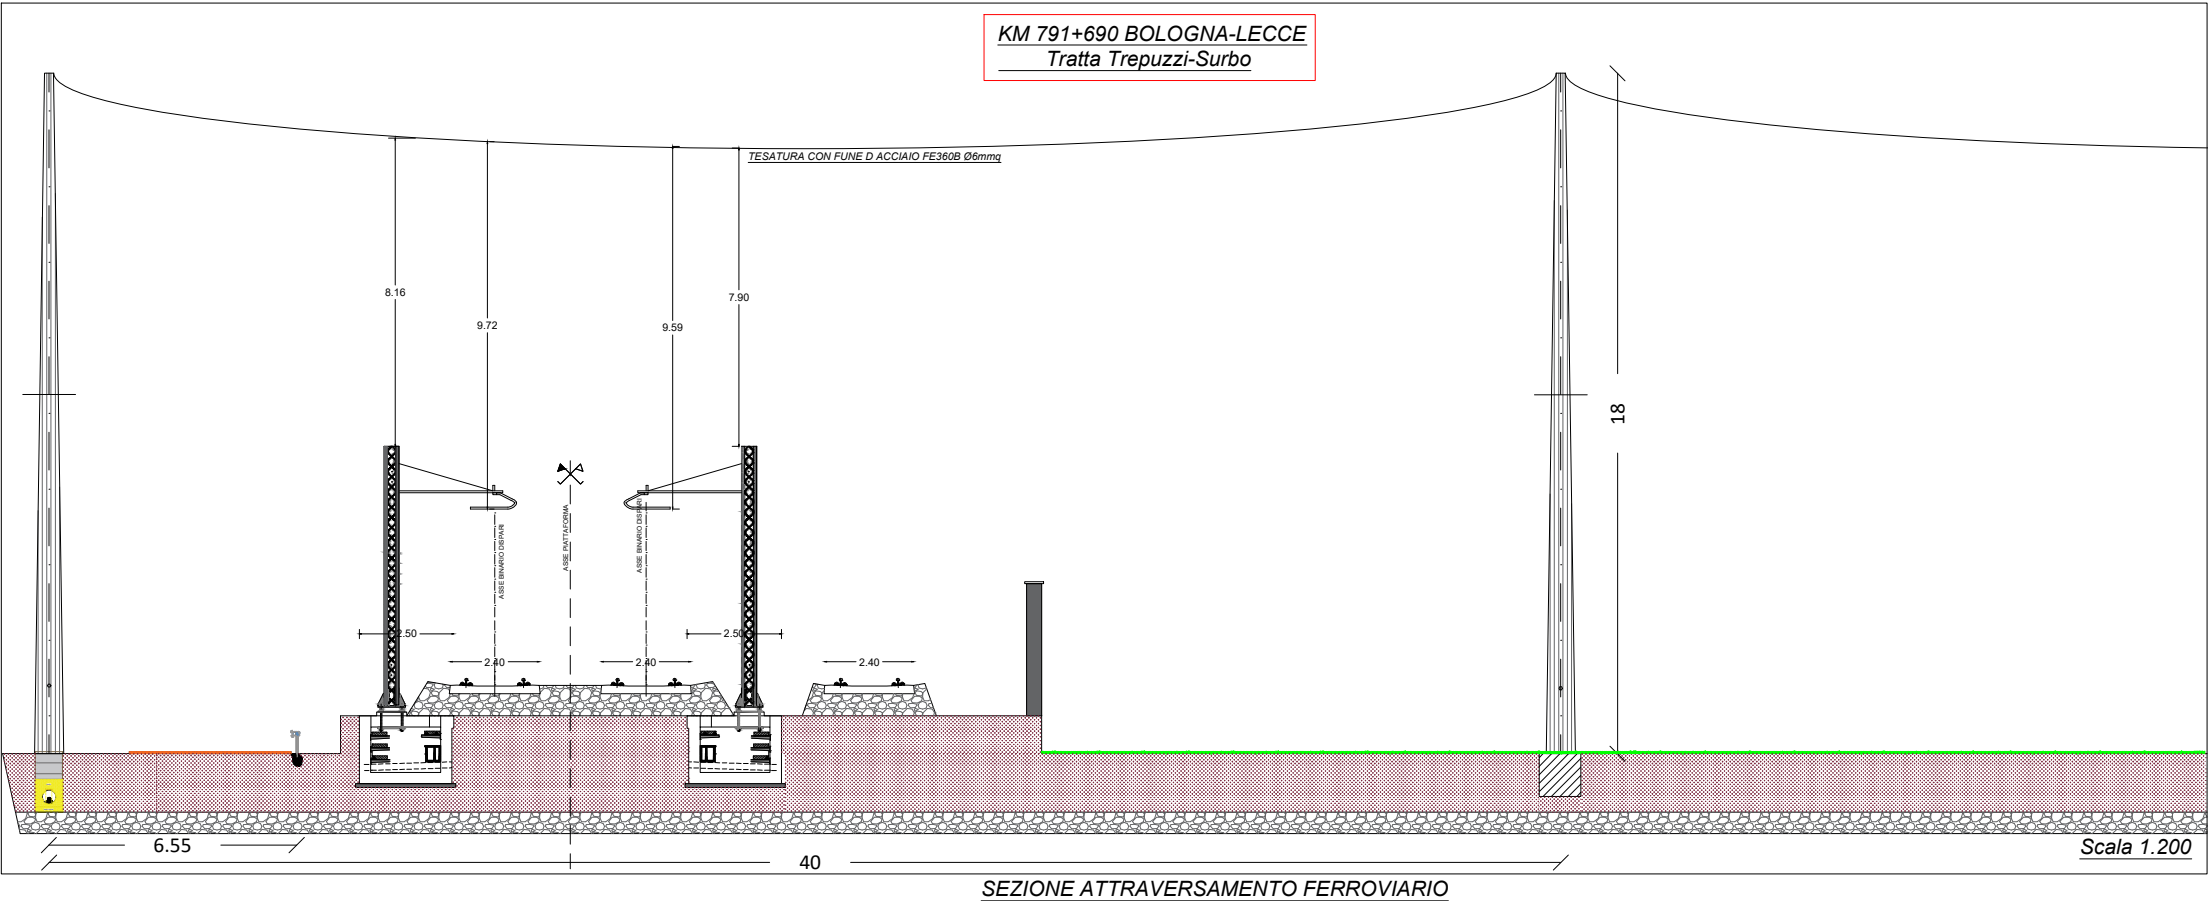 KM 791+690 BOLOGNA-LECCE
Tratta Trepuzzi-Surbo
TESATURA CON FUNE D ACCIAIO FE360B Ø6mmq
8.16
7.90
9.72
9.59
18
ASSE BINARIO DISPARI
ASSE PIATTAFORMA
ASSE BINARIO DISPARI
2.50
2.50
2.40
2.40
2.40
6.55
40
Scala 1.200
SEZIONE ATTRAVERSAMENTO FERROVIARIO